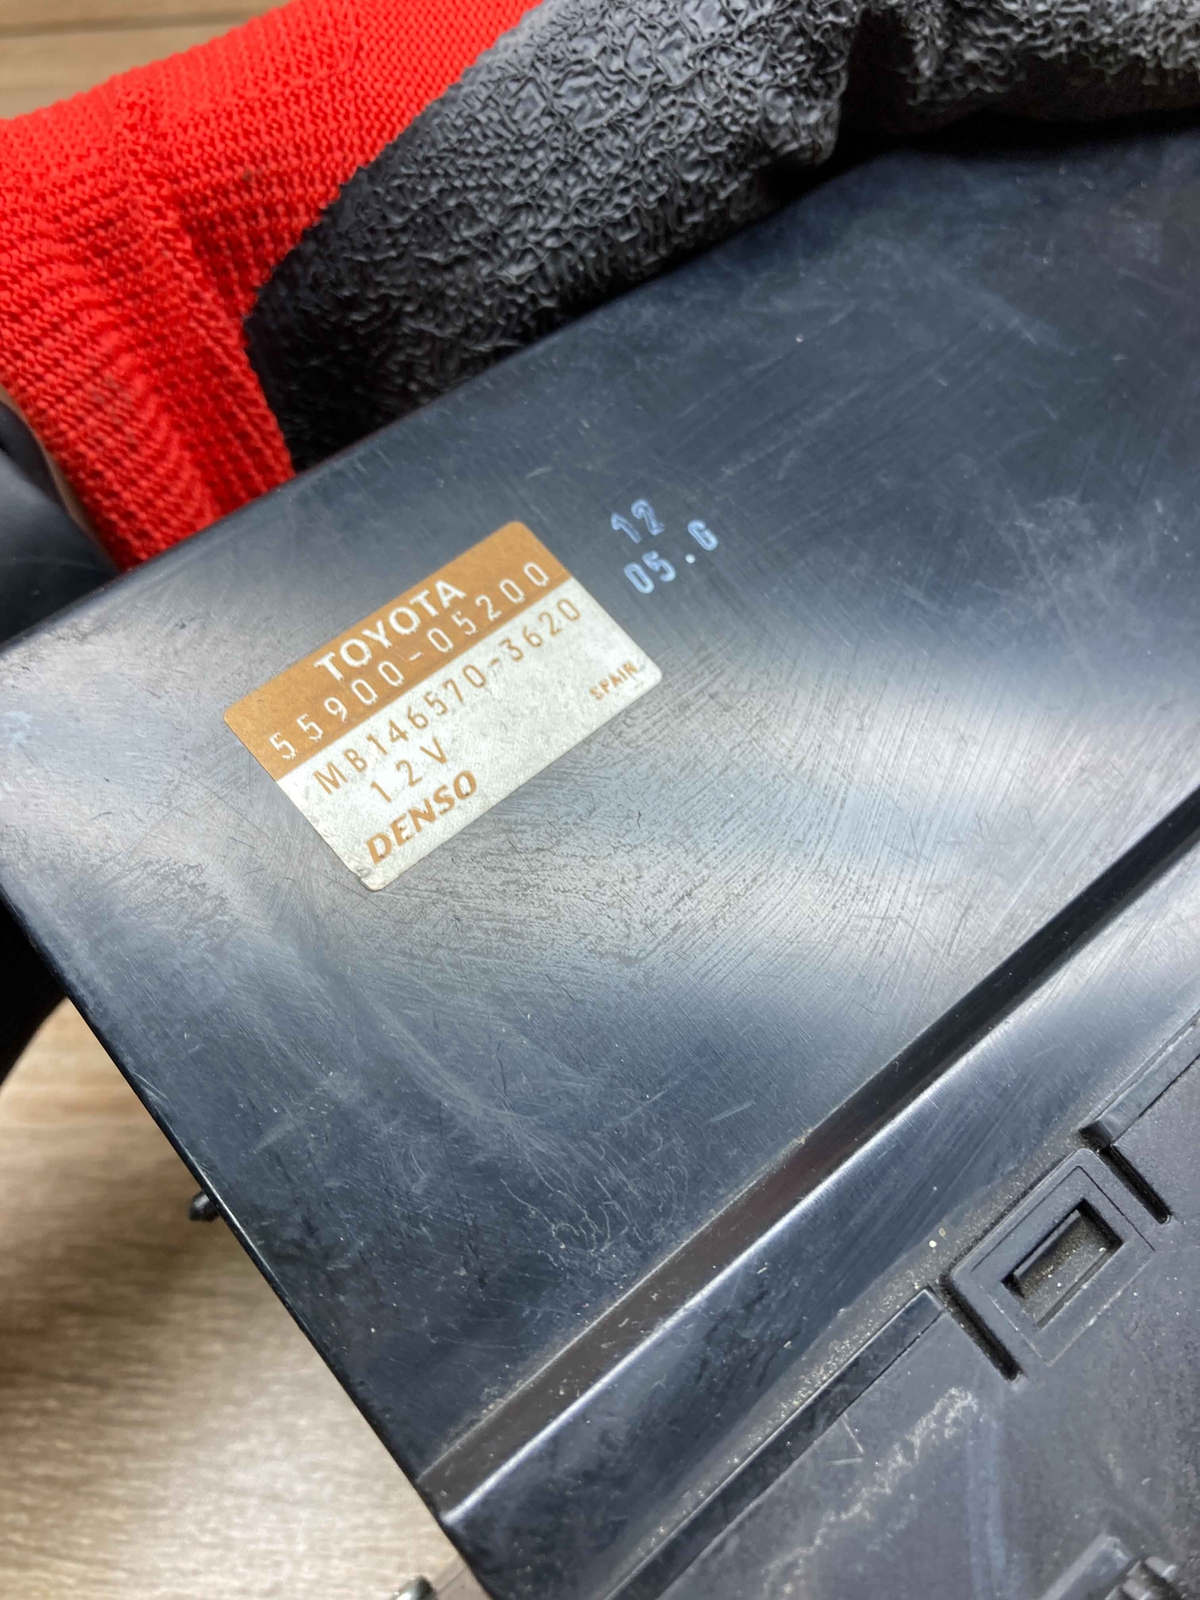 TOYOTA
55900-05200
MB146570-3620
12V
SPAIN
DENSO
12
05.G